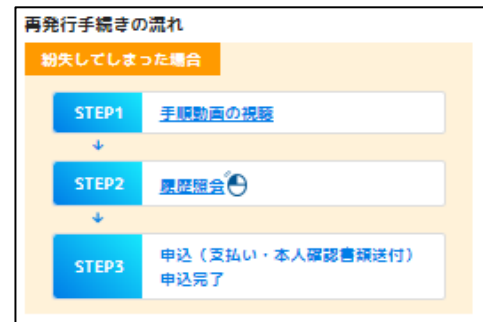 再発行手続きの流れ
紛失してしまった場合
STEP1
手順動画の視聴
↓
STEP2
履歴照会
↓
STEP3
申込（支払い・本人確認書類送付）
申込完了